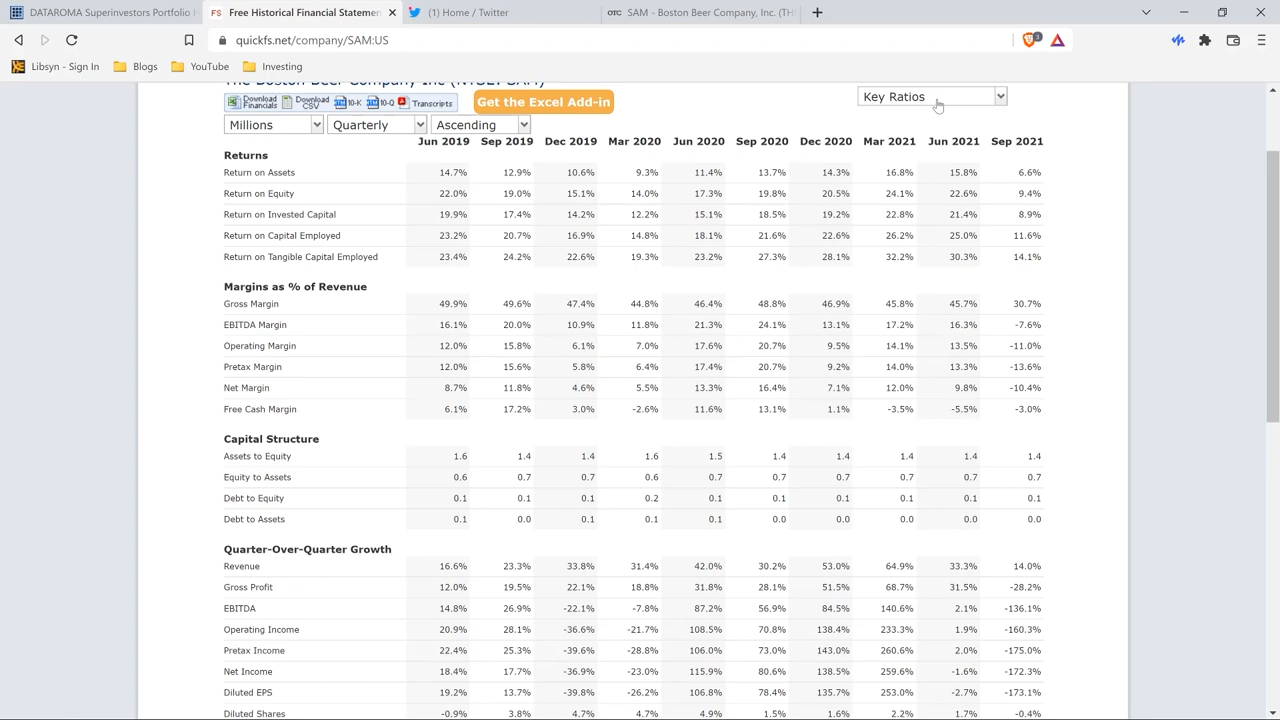 DATAROMA Superinvestors Portfolio
Free Historical Financial Statemen
(1) Home / Twitter
SAM - Boston Beer Company, Inc. (TH
quickfs.net/company/SAM:US
3
Libsyn - Sign In Blogs YouTube Investing
Download Financials Download CSV 10-K 10-Q Transcripts Get the Excel Add-in Key Ratios
Millions Quarterly Ascending
Jun 2019 Sep 2019 Dec 2019 Mar 2020 Jun 2020 Sep 2020 Dec 2020 Mar 2021 Jun 2021 Sep 2021
Returns
Return on Assets 14.7% 12.9% 10.6% 9.3% 11.4% 13.7% 14.3% 16.8% 15.8% 6.6%
Return on Equity 22.0% 19.0% 15.1% 14.0% 17.3% 19.8% 20.5% 24.1% 22.6% 9.4%
Return on Invested Capital 19.9% 17.4% 14.2% 12.2% 15.1% 18.5% 19.2% 22.8% 21.4% 8.9%
Return on Capital Employed 23.2% 20.7% 16.9% 14.8% 18.1% 21.6% 22.6% 26.2% 25.0% 11.6%
Return on Tangible Capital Employed 23.4% 24.2% 22.6% 19.3% 23.2% 27.3% 28.1% 32.2% 30.3% 14.1%
Margins as % of Revenue
Gross Margin 49.9% 49.6% 47.4% 44.8% 46.4% 48.8% 46.9% 45.8% 45.7% 30.7%
EBITDA Margin 16.1% 20.0% 10.9% 11.8% 21.3% 24.1% 13.1% 17.2% 16.3% -7.6%
Operating Margin 12.0% 15.8% 6.1% 7.0% 17.6% 20.7% 9.5% 14.1% 13.5% -11.0%
Pretax Margin 12.0% 15.6% 5.8% 6.4% 17.4% 20.7% 9.2% 14.0% 13.3% -13.6%
Net Margin 8.7% 11.8% 4.6% 5.5% 13.3% 16.4% 7.1% 12.0% 9.8% -10.4%
Free Cash Margin 6.1% 17.2% 3.0% -2.6% 11.6% 13.1% 1.1% -3.5% -5.5% -3.0%
Capital Structure
Assets to Equity 1.6 1.4 1.4 1.6 1.5 1.4 1.4 1.4 1.4 1.4
Equity to Assets 0.6 0.7 0.7 0.6 0.7 0.7 0.7 0.7 0.7 0.7
Debt to Equity 0.1 0.1 0.1 0.2 0.1 0.1 0.1 0.1 0.1 0.1
Debt to Assets 0.1 0.0 0.1 0.1 0.1 0.0 0.0 0.0 0.0 0.0
Quarter-Over-Quarter Growth
Revenue 16.6% 23.3% 33.8% 31.4% 42.0% 30.2% 53.0% 64.9% 33.3% 14.0%
Gross Profit 12.0% 19.5% 22.1% 18.8% 31.8% 28.1% 51.5% 68.7% 31.5% -28.2%
EBITDA 14.8% 26.9% -22.1% -7.8% 87.2% 56.9% 84.5% 140.6% 2.1% -136.1%
Operating Income 20.9% 28.1% -36.6% -21.7% 108.5% 70.8% 138.4% 233.3% 1.9% -160.3%
Pretax Income 22.4% 25.3% -39.6% -28.8% 106.0% 73.0% 143.0% 260.6% 2.0% -175.0%
Net Income 18.4% 17.7% -36.9% -23.0% 115.9% 80.6% 138.5% 259.6% -1.6% -172.3%
Diluted EPS 19.2% 13.7% -39.8% -26.2% 106.8% 78.4% 135.7% 253.0% -2.7% -173.1%
Diluted Shares -0.9% 3.8% 4.7% 4.7% 4.9% 1.5% 1.6% 2.2% 1.7% -0.4%